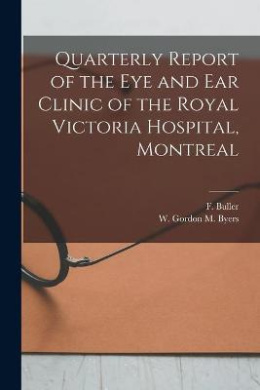 Quarterly Report
of the Eye and Ear
Clinic of the Royal
Victoria Hospital,
Montreal
F. Buller
W. Gordon M. Byers